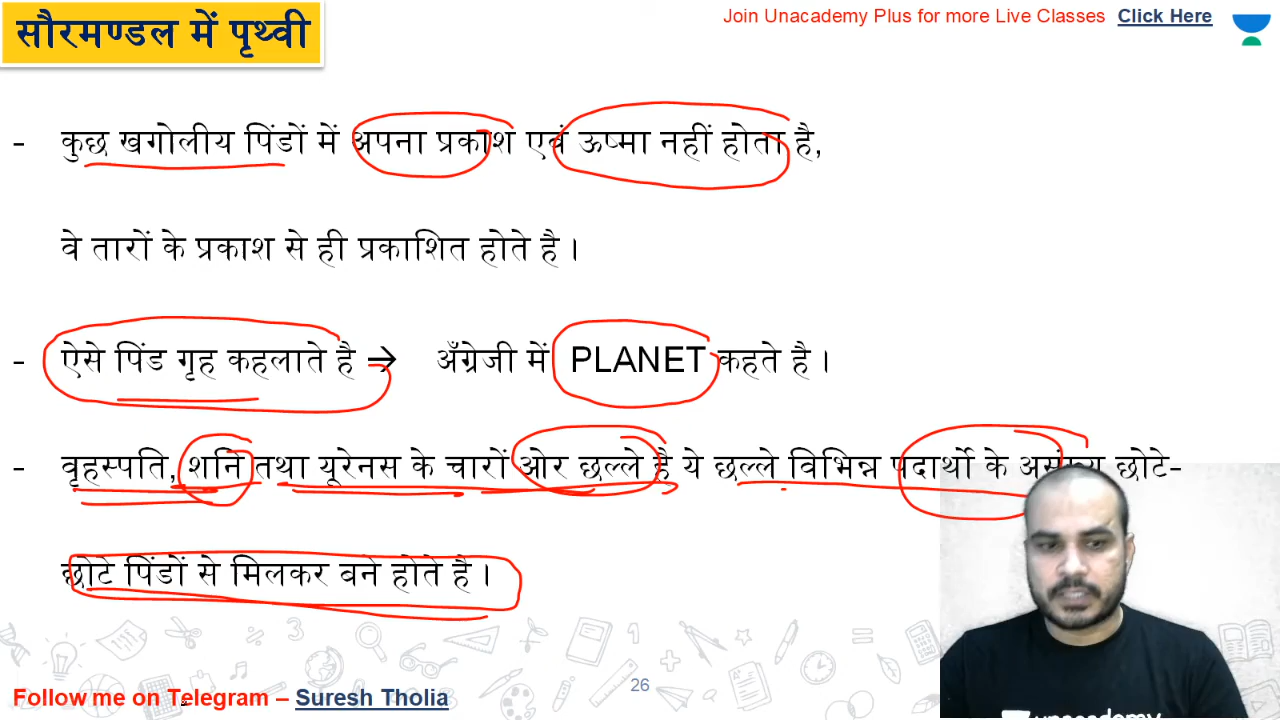 सौरमण्डल में पृथ्वी
Join Unacademy Plus for more Live Classes Click Here
- कुछ खगोलीय पिंडों में अपना प्रकाश एवं ऊष्मा नहीं होता है,
वे तारों के प्रकाश से ही प्रकाशित होते है ।
- ऐसे पिंड गृह कहलाते है → अँग्रेजी में PLANET कहते है ।
- वृहस्पति, शनि तथा यूरेनस के चारों ओर छल्ले है ये छल्ले विभिन्न पदार्थो के असंख्य छोटे-
छोटे पिंडों से मिलकर बने होते है ।
26
Follow me on Telegram – Suresh Tholia
unacademy